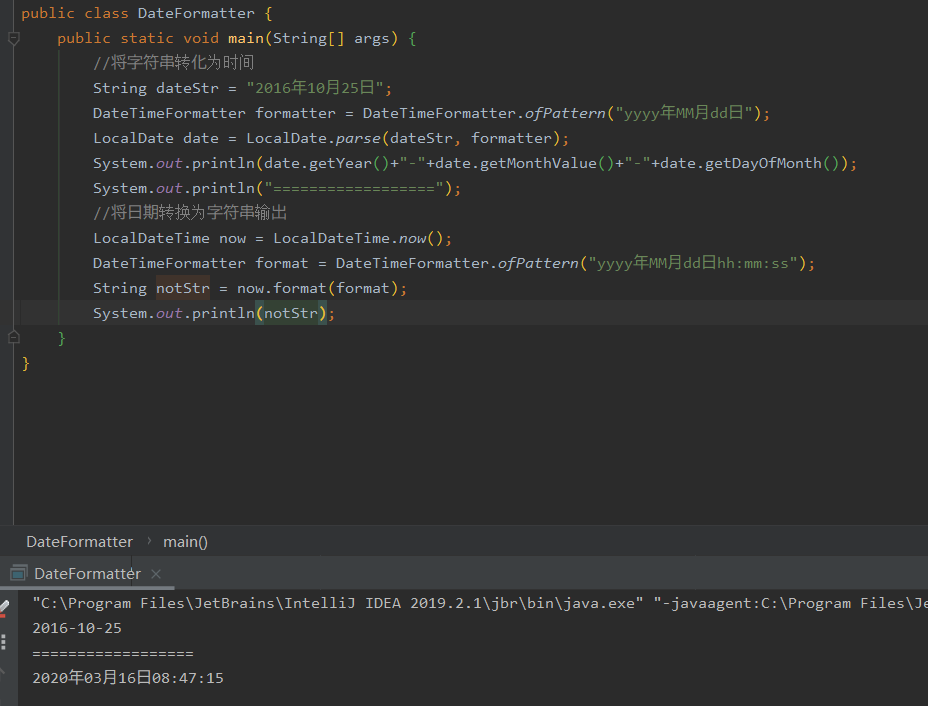 public class DateFormatter {
public static void main(String[] args) {
//将字符串转化为时间
String dateStr = "2016年10月25日";
DateTimeFormatter formatter = DateTimeFormatter.ofPattern("yyyy年MM月dd日");
LocalDate date = LocalDate.parse(dateStr, formatter);
System.out.println(date.getYear()+"-"+date.getMonthValue()+"-"+date.getDayOfMonth());
System.out.println("==================");
//将日期转换为字符串输出
LocalDateTime now = LocalDateTime.now();
DateTimeFormatter format = DateTimeFormatter.ofPattern("yyyy年MM月dd日hh:mm:ss");
String notStr = now.format(format);
System.out.println(notStr);
}
}
DateFormatter › main()
DateFormatter ×
"C:\Program Files\JetBrains\IntelliJ IDEA 2019.2.1\jbr\bin\java.exe" "-javaagent:C:\Program Files\Je
2016-10-25
==================
2020年03月16日08:47:15